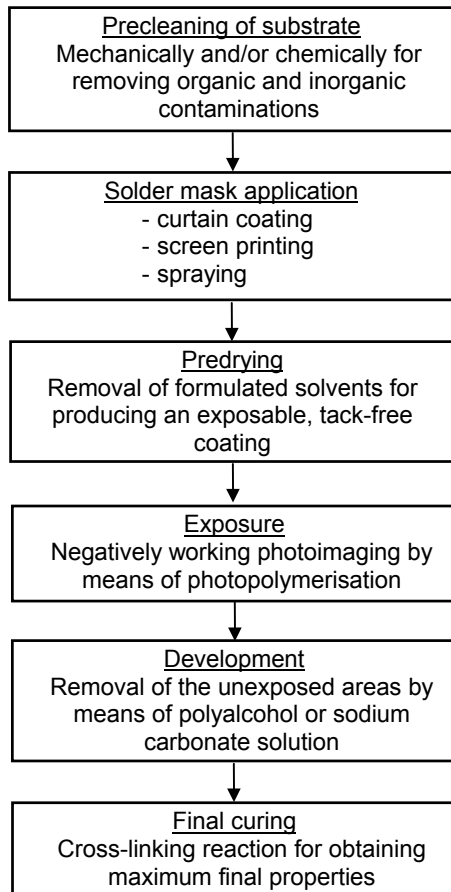 Precleaning of substrate
Mechanically and/or chemically for
removing organic and inorganic
contaminations
Solder mask application
- curtain coating
- screen printing
- spraying
Predrying
Removal of formulated solvents for
producing an exposable, tack-free
coating
Exposure
Negatively working photoimaging by
means of photopolymerisation
Development
Removal of the unexposed areas by
means of polyalcohol or sodium
carbonate solution
Final curing
Cross-linking reaction for obtaining
maximum final properties